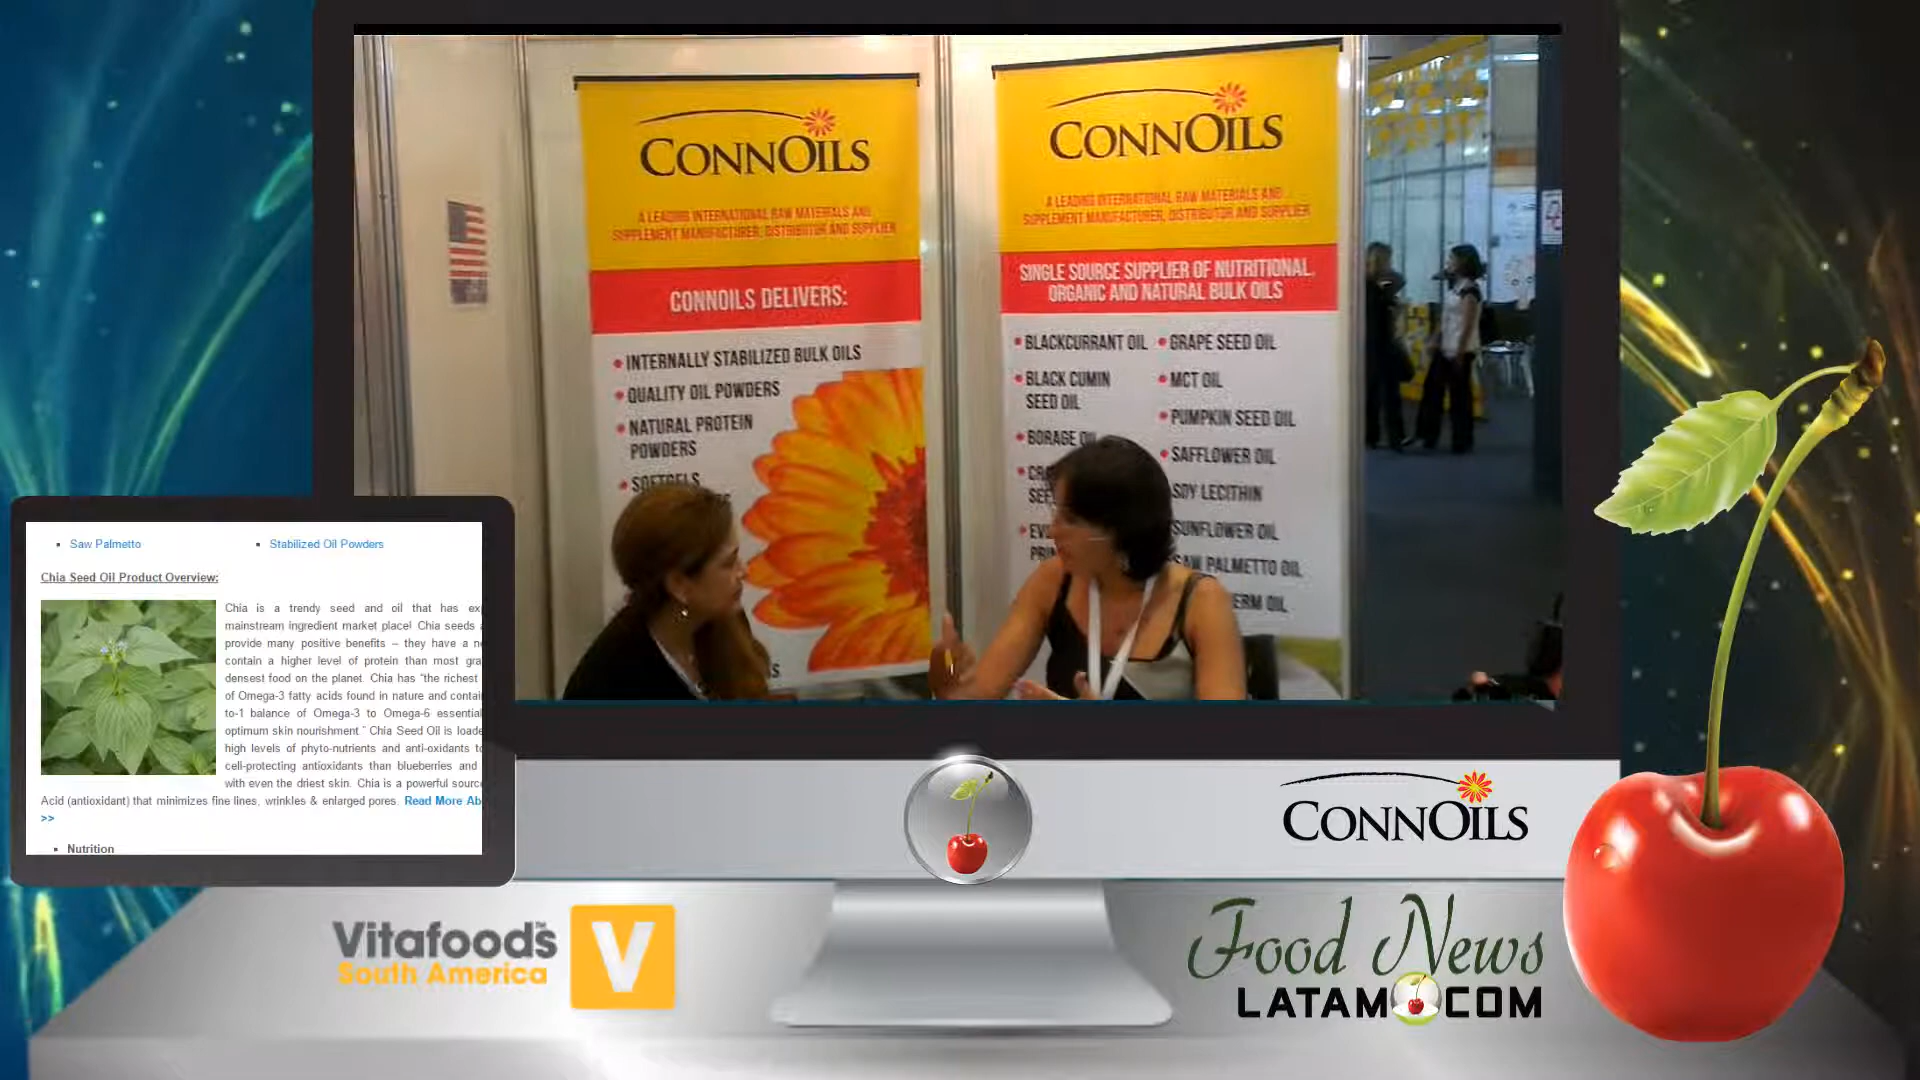 CONNOILS
A LEADING INTERNATIONAL RAW MATERIALS AND
SUPPLEMENT MANUFACTURER, DISTRIBUTOR AND SUPPLIER
CONNOILS DELIVERS:
• INTERNALLY STABILIZED BULK OILS
• QUALITY OIL POWDERS
• NATURAL PROTEIN
POWDERS
• SOFTGELS
CONNOILS
A LEADING INTERNATIONAL RAW MATERIALS AND
SUPPLEMENT MANUFACTURER, DISTRIBUTOR AND SUPPLIER
SINGLE SOURCE SUPPLIER OF NUTRITIONAL,
ORGANIC AND NATURAL BULK OILS
• BLACKCURRANT OIL
• BLACK CUMIN
SEED OIL
• BORAGE
• GRAPE SEED OIL
• MCT OIL
• PUMPKIN SEED OIL
• SAFFLOWER OIL
SOY LECITHIN
SUNFLOWER OIL
SAW PALMETTO OIL
OIL
▪ Saw Palmetto
▪ Stabilized Oil Powders
Chia Seed Oil Product Overview:
Chia is a trendy seed and oil that has
mainstream ingredient market place! Chia seeds
provide many positive benefits – they have a
contain a higher level of protein than most
densest food on the planet. Chia has "the richest
of Omega-3 fatty acids found in nature and
to-1 balance of Omega-3 to Omega-6
optimum skin nourishment." Chia Seed Oil is
high levels of phyto-nutrients and anti-oxidants
cell-protecting antioxidants than blueberries and
with even the driest skin. Chia is a powerful
Acid (antioxidant) that minimizes fine lines, wrinkles & enlarged pores. Read More
>>
▪ Nutrition
CONNOILS
Vitafoods™
South America
V
Food News
LATAM.COM